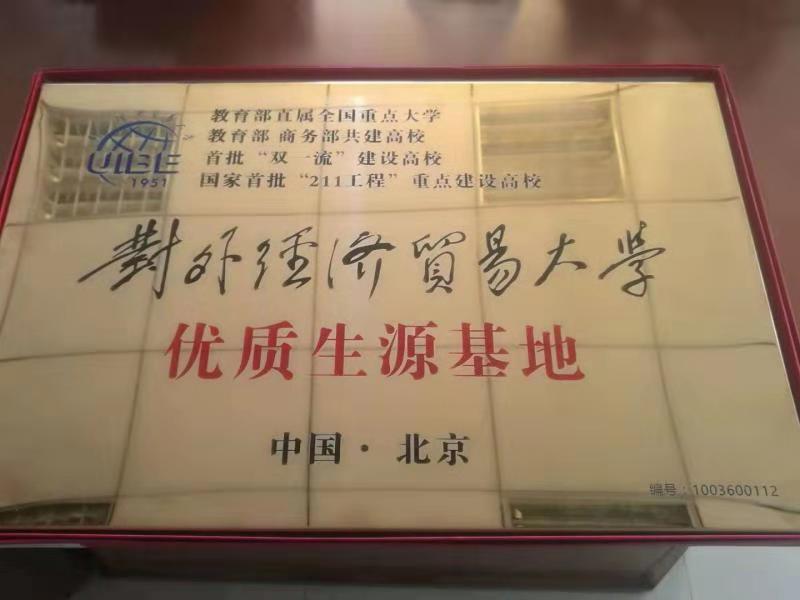 教育部直属全国重点大学
教育部 商务部共建高校
首批“双一流”建设高校
国家首批“211工程”重点建设高校
UIBE
1951
對外經濟貿易大学
优质生源基地
中国·北京
编号：1003600112